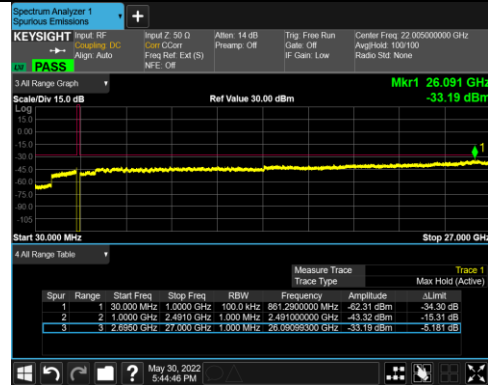 Spectrum Analyzer 1
Spurious Emissions
+
KEYSIGHT Input: RF Input Z: 50 Ω Atten: 14 dB Trig: Free Run Center Freq: 22.005000000 GHz
Coupling: DC Corr CCorr Preamp: Off Gate: Off Avg|Hold: 100/100
Align: Auto Freq Ref: Ext (S) IF Gain: Low Radio Std: None
NFE: Off
PASS
3 All Range Graph
Mkr1 26.091 GHz
Scale/Div 15.0 dB Ref Value 30.00 dBm -33.19 dBm
Log
15.0
0.00
-15.0
-30.0
1
-45.0
-60.0
-75.0
-90.0
-105
Start 30.000 MHz Stop 27.000 GHz
4 All Range Table
Measure Trace Trace 1
Trace Type Max Hold (Active)
Spur Range Start Freq Stop Freq RBW Frequency Amplitude ΔLimit
1 1 30.000 MHz 1.0000 GHz 100.0 kHz 861.2900000 MHz -62.31 dBm -34.30 dB
2 2 1.0000 GHz 2.4910 GHz 1.000 MHz 2.491000000 GHz -43.32 dBm -15.31 dB
3 3 2.6950 GHz 27.000 GHz 1.000 MHz 26.09099300 GHz -33.19 dBm -5.181 dB
?
May 30, 2022
5:44:46 PM